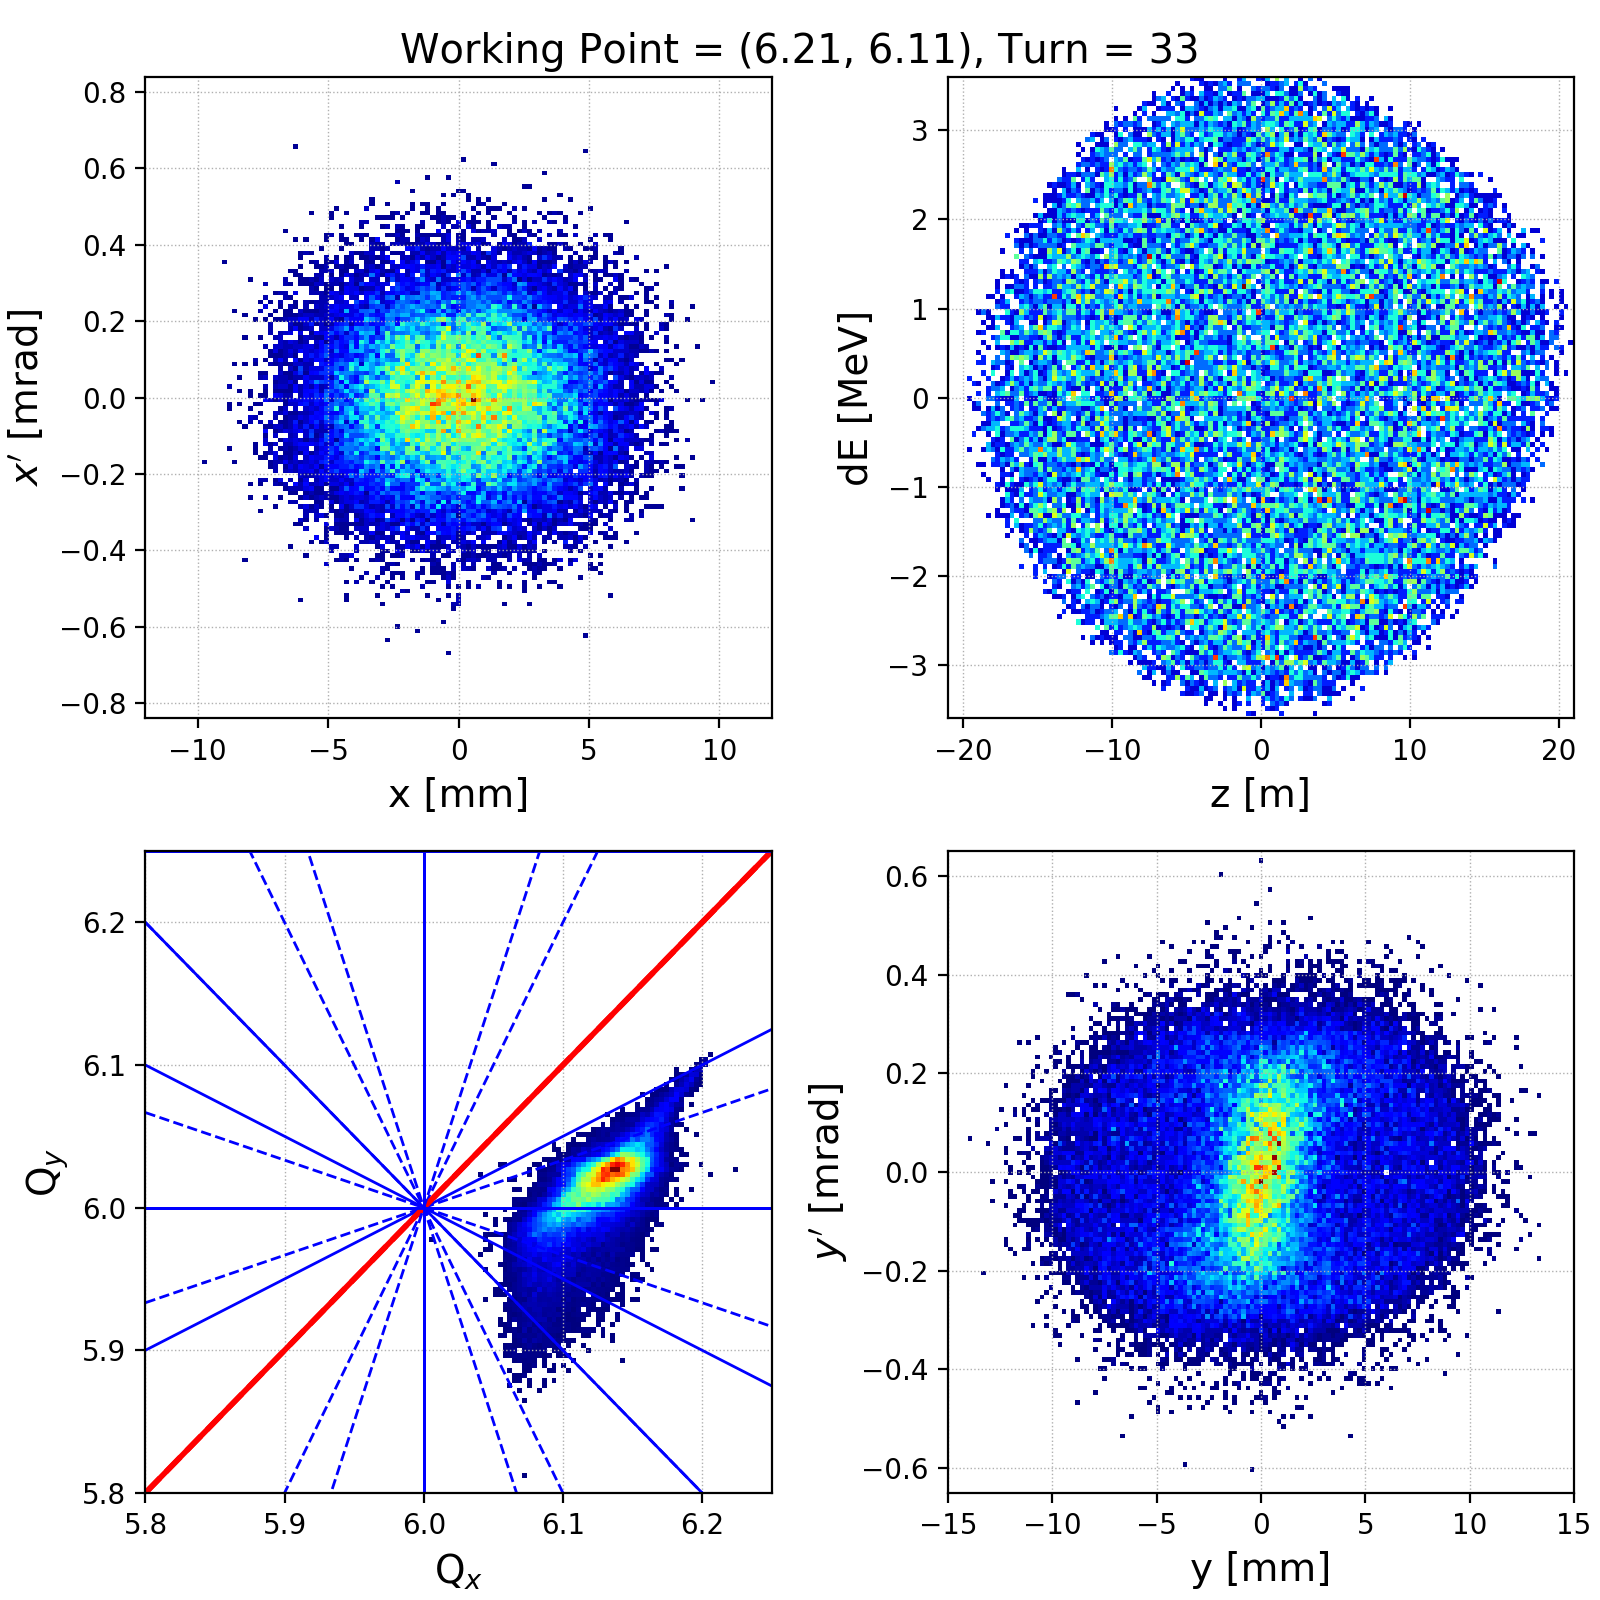 Working Point = (6.21, 6.11), Turn = 33
0.8
0.6
0.4
0.2
0.0
−0.2
−0.4
−0.6
−0.8
x′ [mrad]
−10 −5 0 5 10
x [mm]
3
2
1
0
−1
−2
−3
dE [MeV]
−20 −10 0 10 20
z [m]
6.2
6.1
6.0
5.9
5.8
Qy
5.8 5.9 6.0 6.1 6.2
Qx
0.6
0.4
0.2
0.0
−0.2
−0.4
−0.6
y′ [mrad]
−15 −10 −5 0 5 10 15
y [mm]